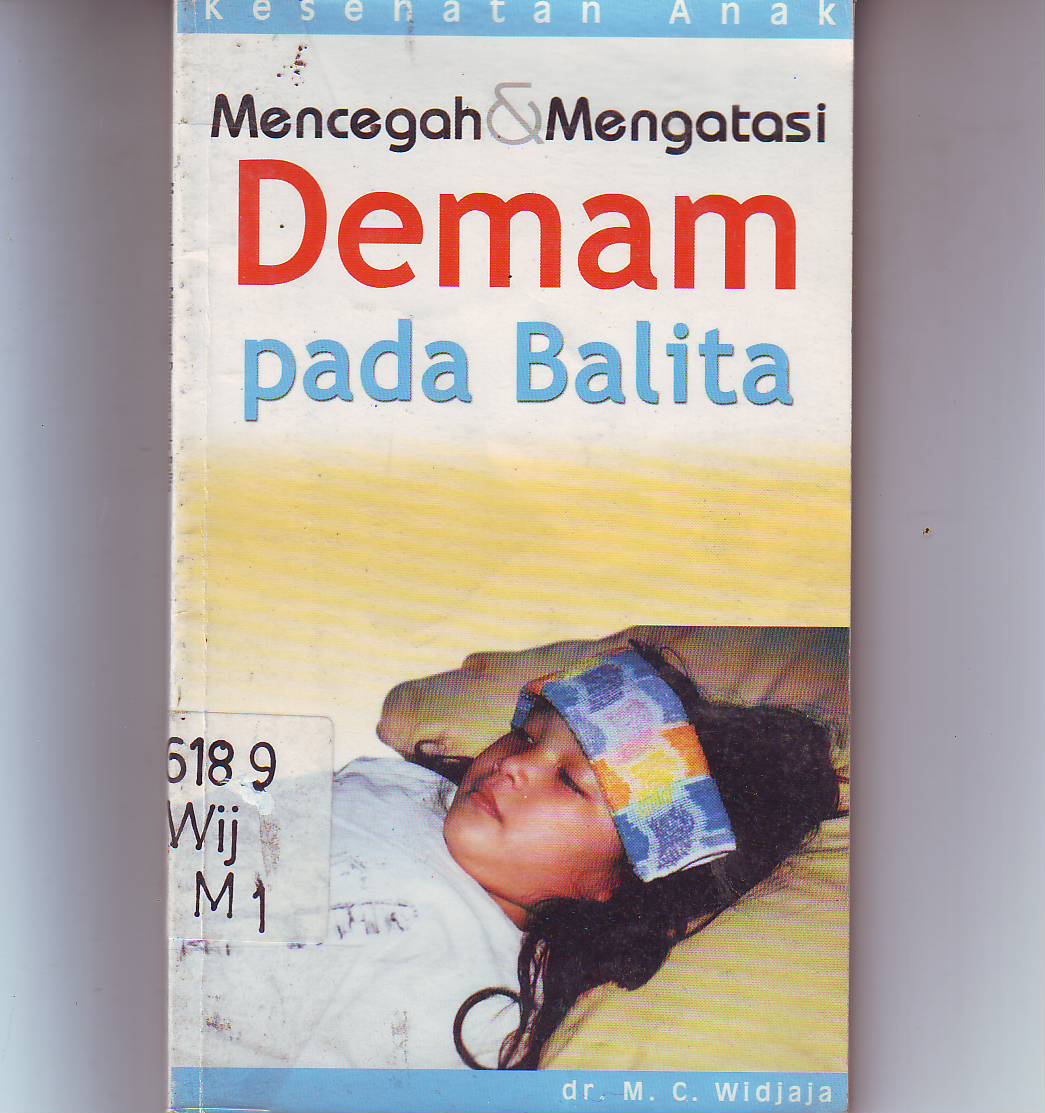 Kesehatan Anak
Mencegah & Mengatasi
Demam
pada Balita
618 9
Wij
M 1
dr. M. C. Widjaja